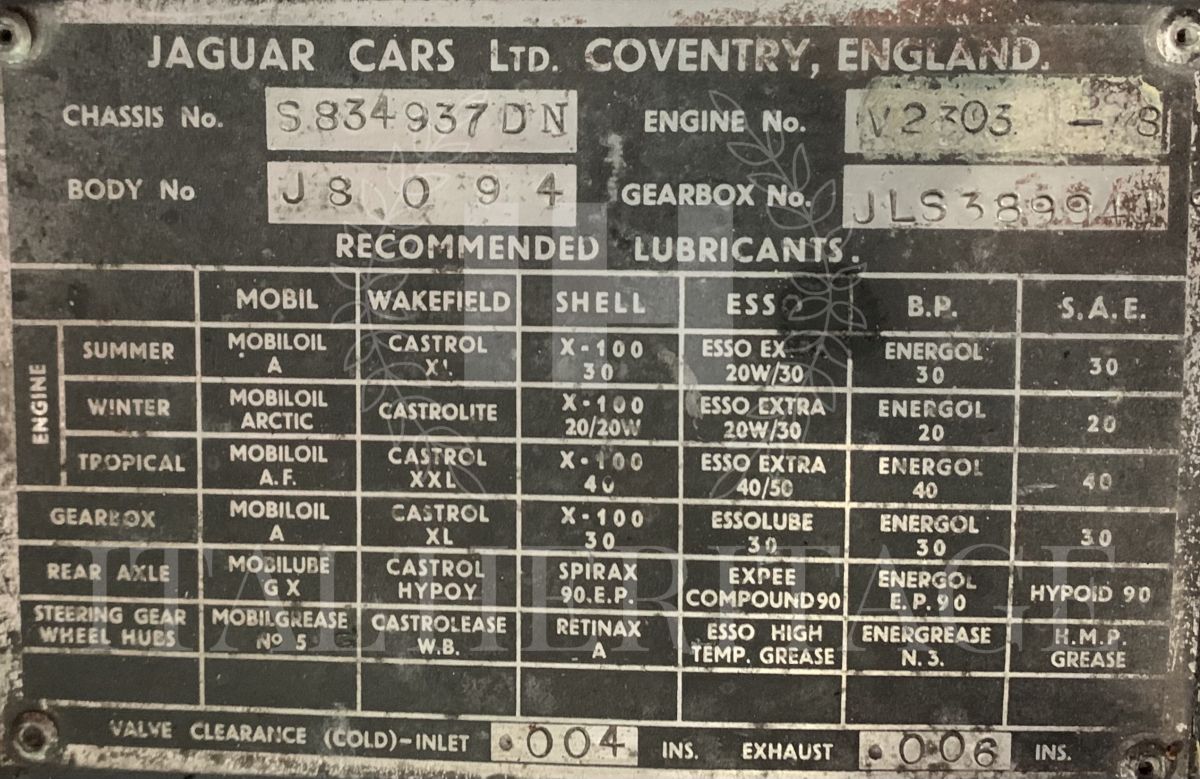 JAGUAR CARS LTD. COVENTRY, ENGLAND.
CHASSIS No. S834937DN ENGINE No. V2303 - 8
BODY No J8094 GEARBOX No.
RECOMMENDED LUBRICANTS.
MOBIL WAKEFIELD SHELL ESSO B.P. S.A.E.
ENGINE
SUMMER MOBILOIL A CASTROL X-100 30 ESSO EX. 20W/30 ENERGOL 30 30
WINTER MOBILOIL ARCTIC CASTROLITE X-100 20/20W ESSO EXTRA 20W/30 ENERGOL 20 20
TROPICAL MOBILOIL A.F. CASTROL XXL X-100 40 ESSO EXTRA 40/50 ENERGOL 40 40
GEARBOX MOBILOIL A CASTROL XL X-100 30 ESSOLUBE 30 ENERGOL 30 30
REAR AXLE MOBILUBE GX CASTROL HYPOY SPIRAX 90.E.P. EXPEE COMPOUND 90 ENERGOL E.P.90 HYPOID 90
STEERING GEAR WHEEL HUBS MOBILGREASE No 5 CASTROLEASE W.B. RETINAX A ESSO HIGH TEMP. GREASE ENERGREASE N.3. H.M.P. GREASE
VALVE CLEARANCE (COLD)-INLET .004 INS. EXHAUST .006 INS.
ITAL HERITAGE